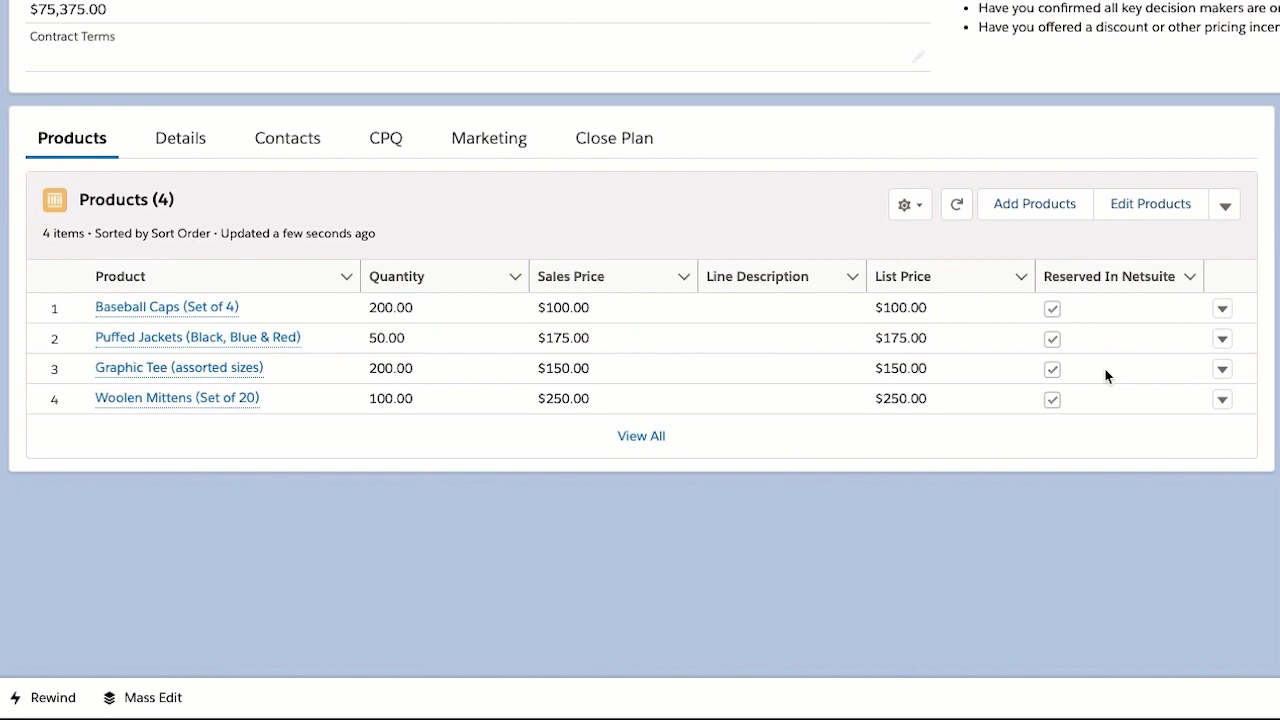 $75,375.00
Have you confirmed all key decision makers are
Have you offered a discount or other pricing
Contract Terms
Products Details Contacts CPQ Marketing Close Plan
Products (4)
Add Products Edit Products
4 items • Sorted by Sort Order • Updated a few seconds ago
Product Quantity Sales Price Line Description List Price Reserved In Netsuite
1 Baseball Caps (Set of 4) 200.00 $100.00 $100.00
2 Puffed Jackets (Black, Blue & Red) 50.00 $175.00 $175.00
3 Graphic Tee (assorted sizes) 200.00 $150.00 $150.00
4 Woolen Mittens (Set of 20) 100.00 $250.00 $250.00
View All
Rewind Mass Edit